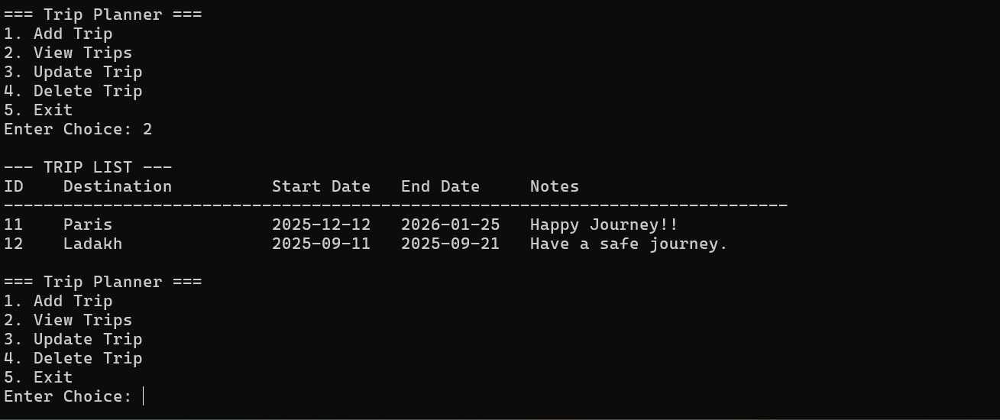 === Trip Planner ===
1. Add Trip
2. View Trips
3. Update Trip
4. Delete Trip
5. Exit
Enter Choice: 2
--- TRIP LIST ---
ID    Destination          Start Date   End Date     Notes
-------------------------------------------------------------------------------
11    Paris                2025-12-12   2026-01-25   Happy Journey!!
12    Ladakh               2025-09-11   2025-09-21   Have a safe journey.
=== Trip Planner ===
1. Add Trip
2. View Trips
3. Update Trip
4. Delete Trip
5. Exit
Enter Choice: